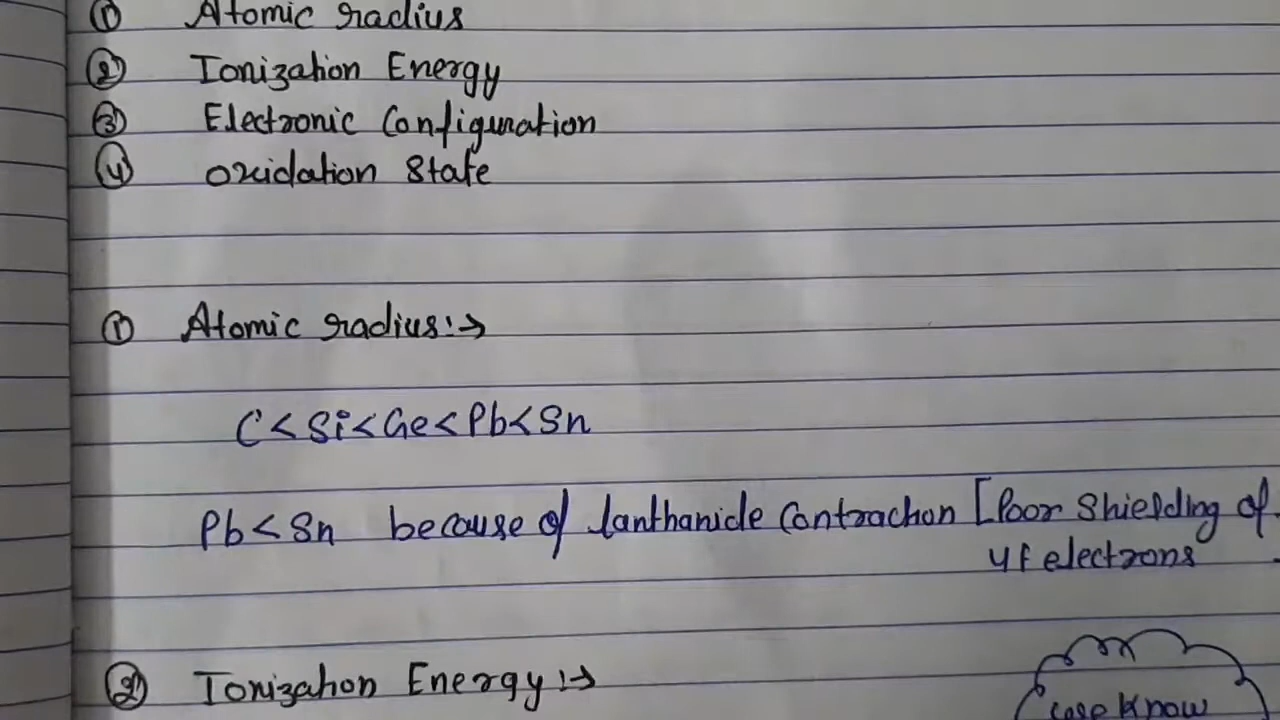 ① Atomic radius
② Ionization Energy
③ Electronic Configuration
④ Oxidation State
① Atomic radius:→
C < Si < Ge < Pb < Sn
Pb < Sn because of lanthanide Contraction [Poor Shielding of
4f electrons
② Ionization Energy:→
know